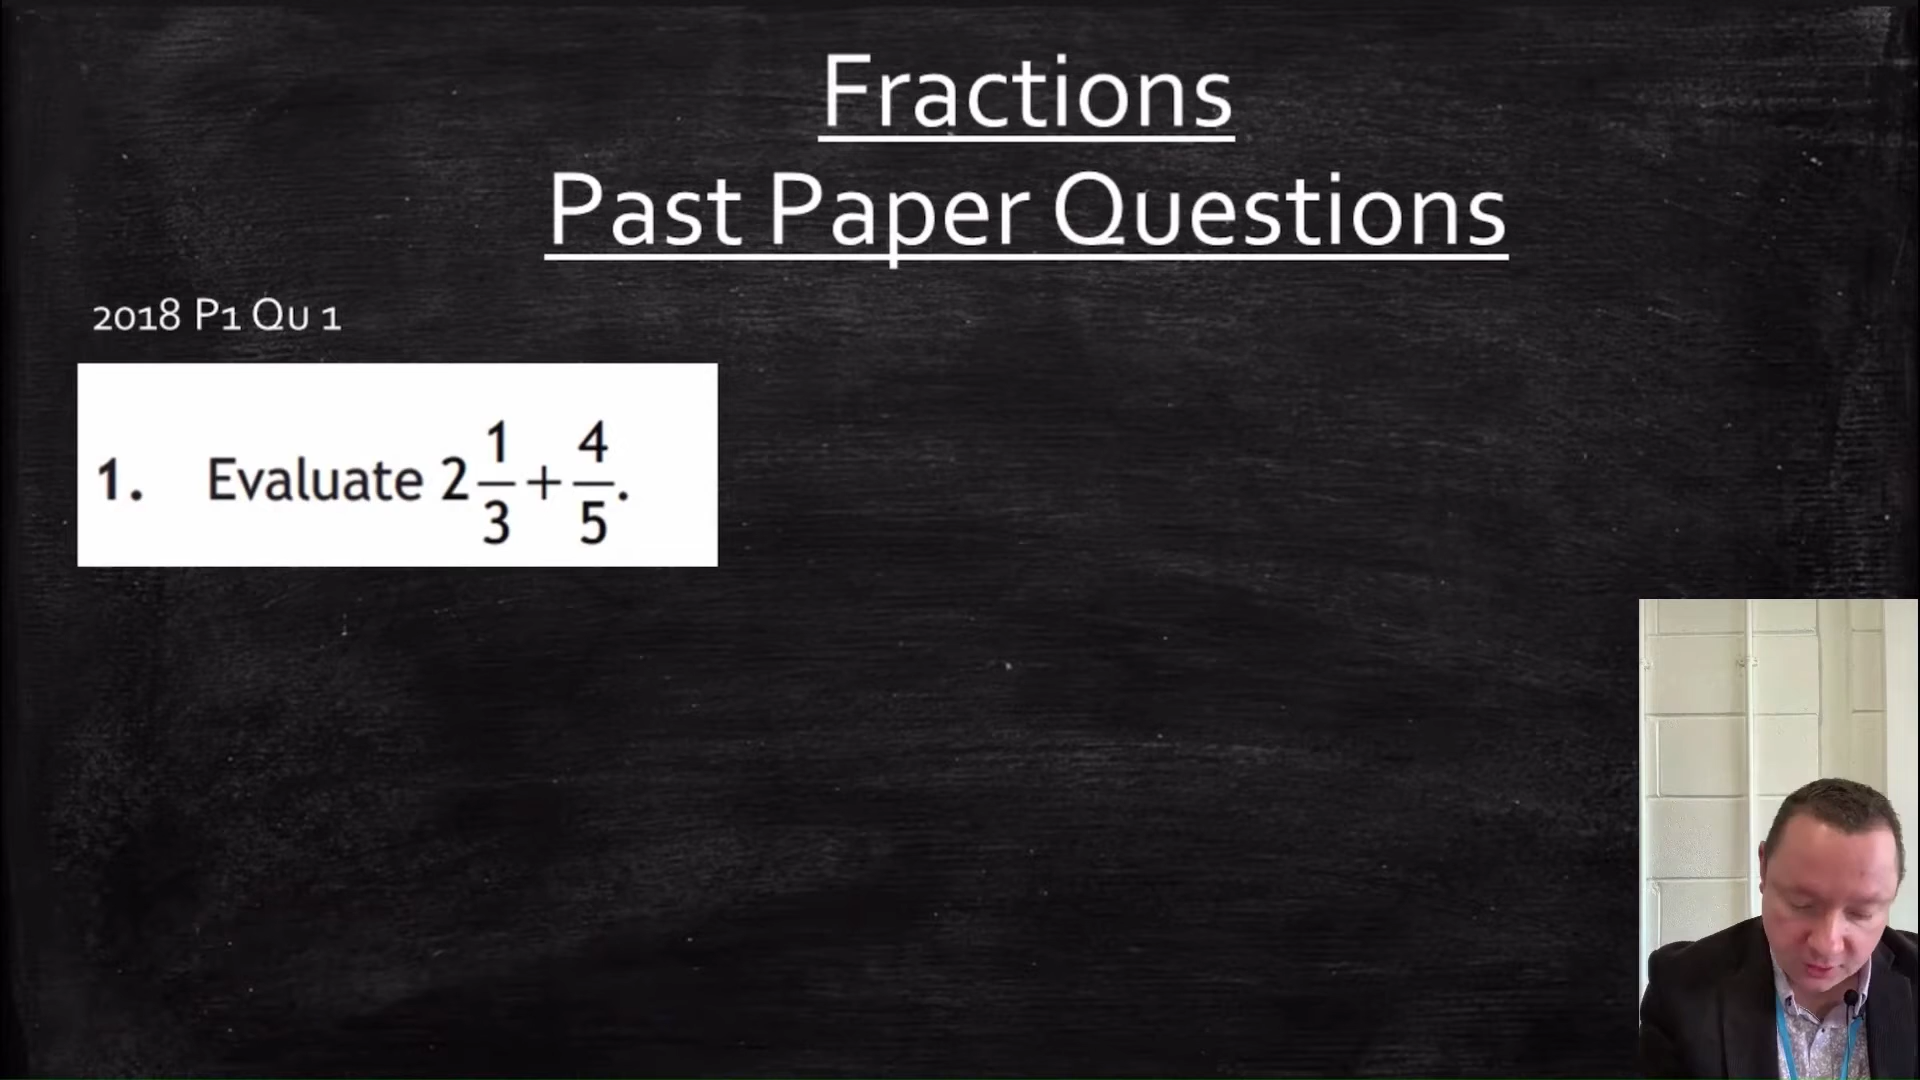 Fractions
Past Paper Questions
2018 P1 Qu 1
1. Evaluate 2 1/3 + 4/5.